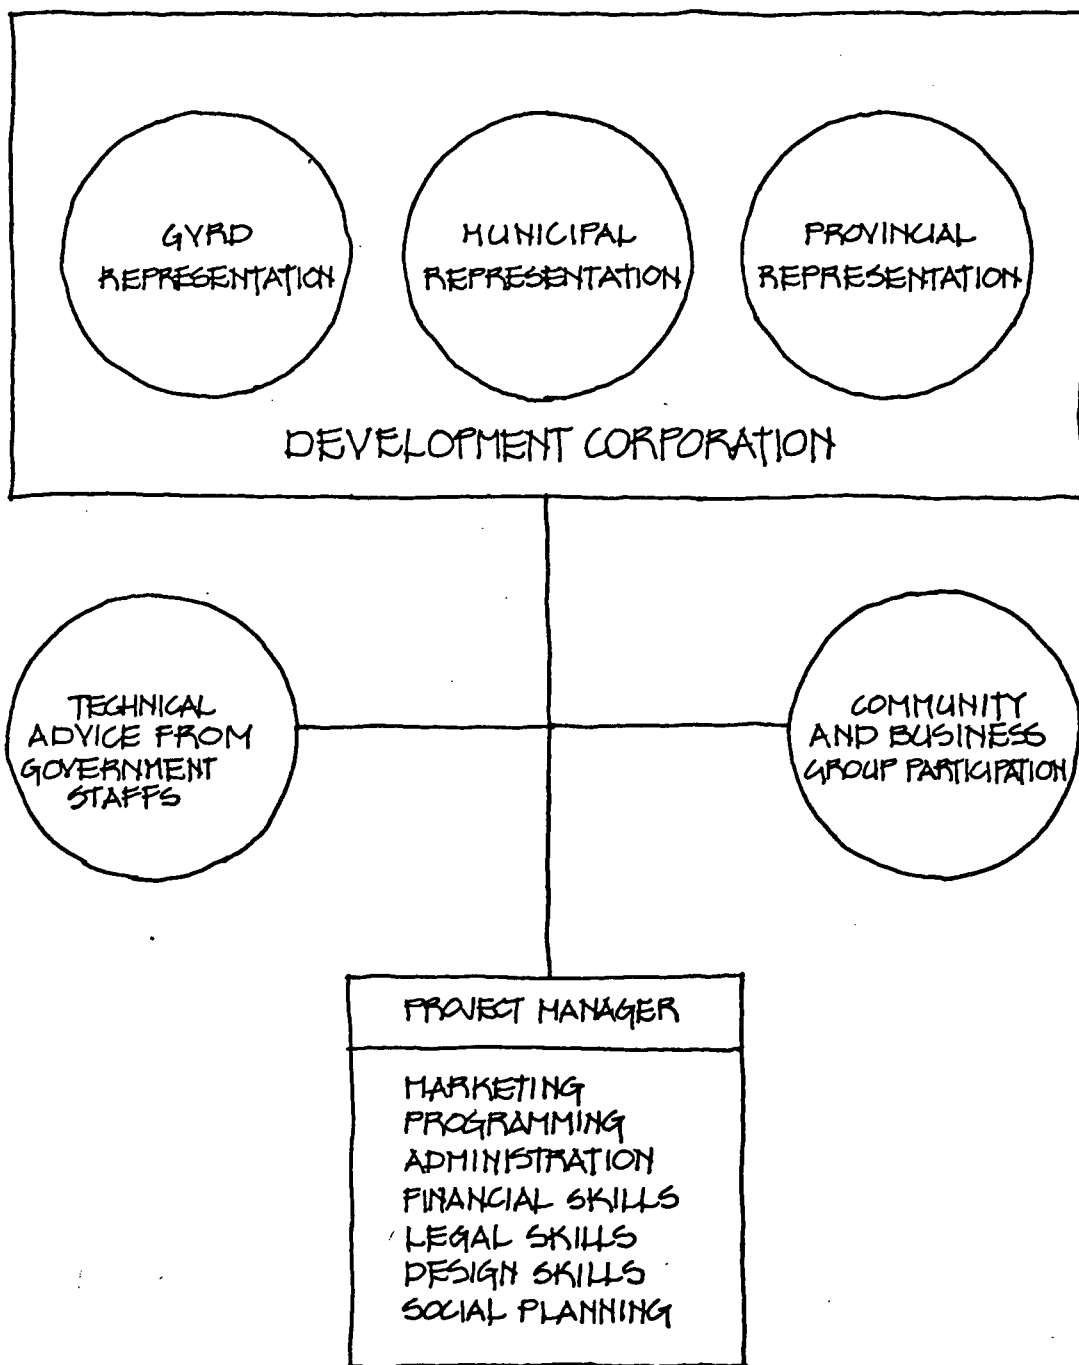 GVRD
REPRESENTATION
MUNICIPAL
REPRESENTATION
PROVINCIAL
REPRESENTATION
DEVELOPMENT CORPORATION
TECHNICAL
ADVICE FROM
GOVERNMENT
STAFFS
COMMUNITY
AND BUSINESS
GROUP PARTICIPATION
PROJECT MANAGER
MARKETING
PROGRAMMING
ADMINISTRATION
FINANCIAL SKILLS
LEGAL SKILLS
DESIGN SKILLS
SOCIAL PLANNING